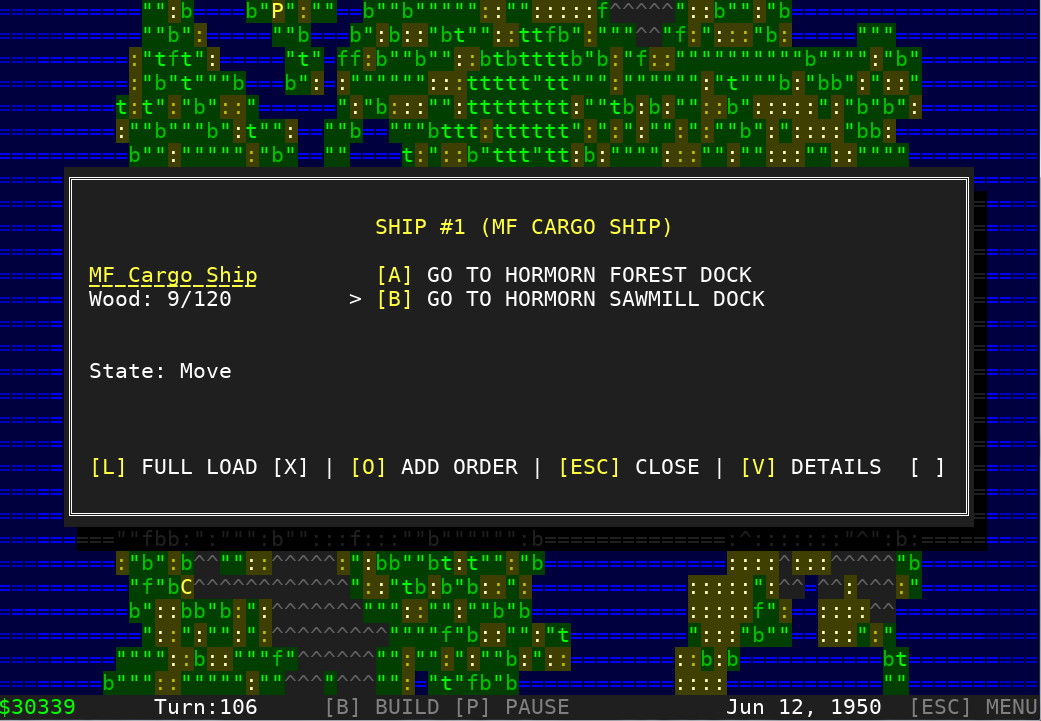 SHIP #1 (MF CARGO SHIP)
MF Cargo Ship [A] GO TO HORMORN FOREST DOCK
Wood: 9/120 > [B] GO TO HORMORN SAWMILL DOCK
State: Move
[L] FULL LOAD [X] | [O] ADD ORDER | [ESC] CLOSE | [V] DETAILS [ ]
$30339 Turn:106 [B] BUILD [P] PAUSE Jun 12, 1950 [ESC] MENU